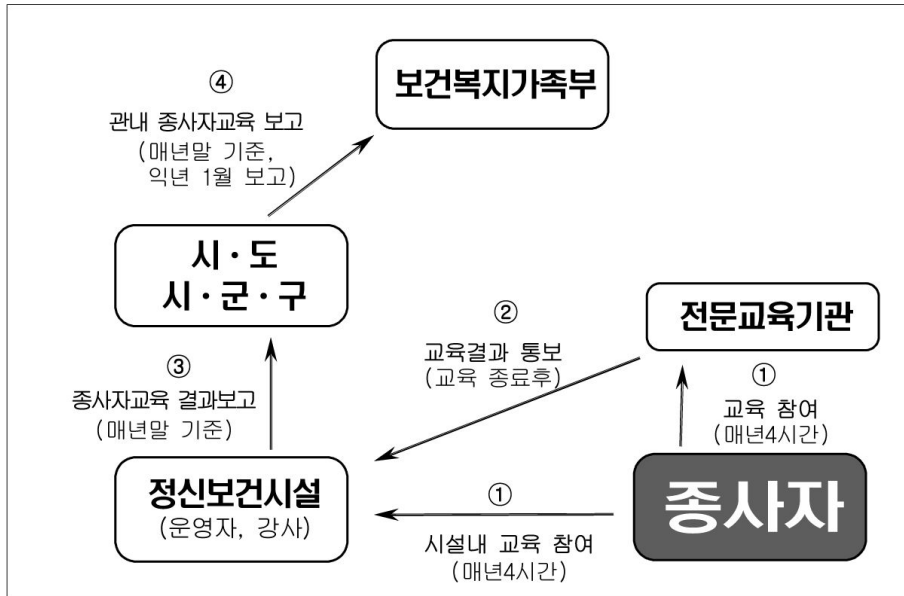 ④
보건복지가족부
관내 종사자교육 보고
(매년말 기준,
익년 1월 보고)
시·도
시·군·구
②
전문교육기관
교육결과 통보
(교육 종료후)
③
종사자교육 결과보고
(매년말 기준)
①
교육 참여
(매년4시간)
정신보건시설
(운영자, 강사)
①
시설내 교육 참여
(매년4시간)
종사자